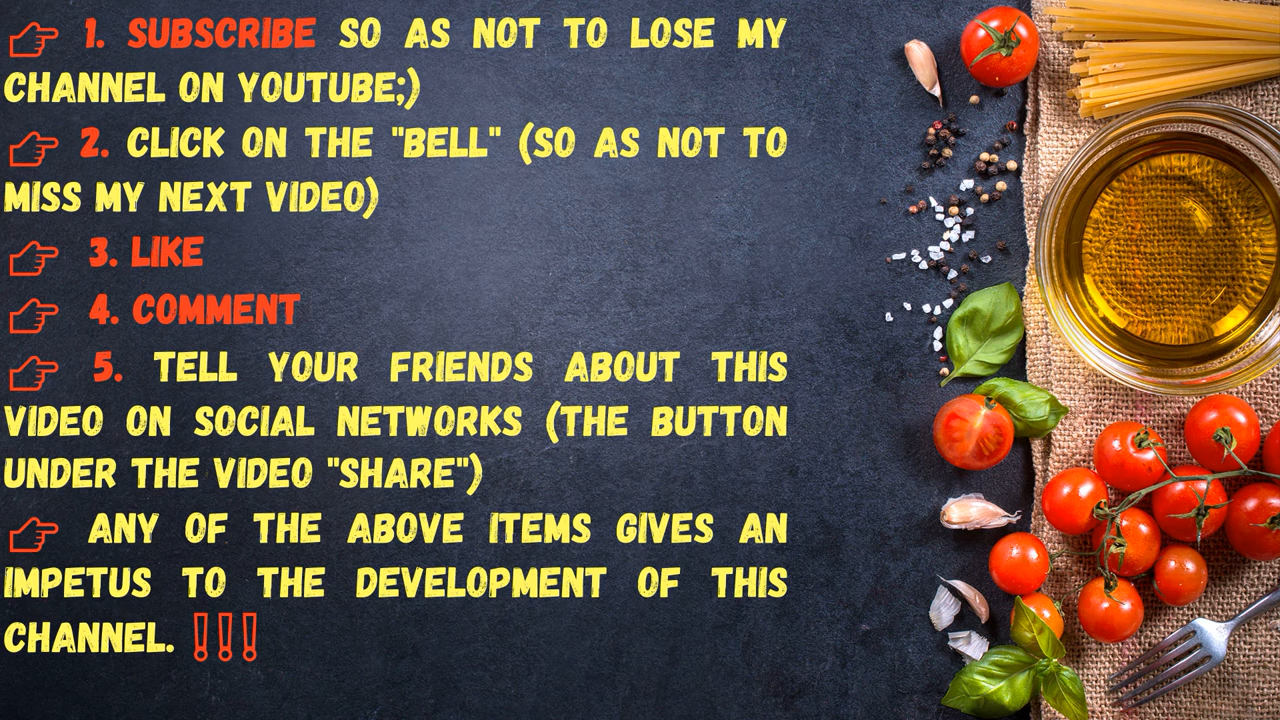 👉 1. SUBSCRIBE SO AS NOT TO LOSE MY
CHANNEL ON YOUTUBE;)
👉 2. CLICK ON THE "BELL" (SO AS NOT TO
MISS MY NEXT VIDEO)
👉 3. LIKE
👉 4. COMMENT
👉 5. TELL YOUR FRIENDS ABOUT THIS
VIDEO ON SOCIAL NETWORKS (THE BUTTON
UNDER THE VIDEO "SHARE")
👉 ANY OF THE ABOVE ITEMS GIVES AN
IMPETUS TO THE DEVELOPMENT OF THIS
CHANNEL. !!!